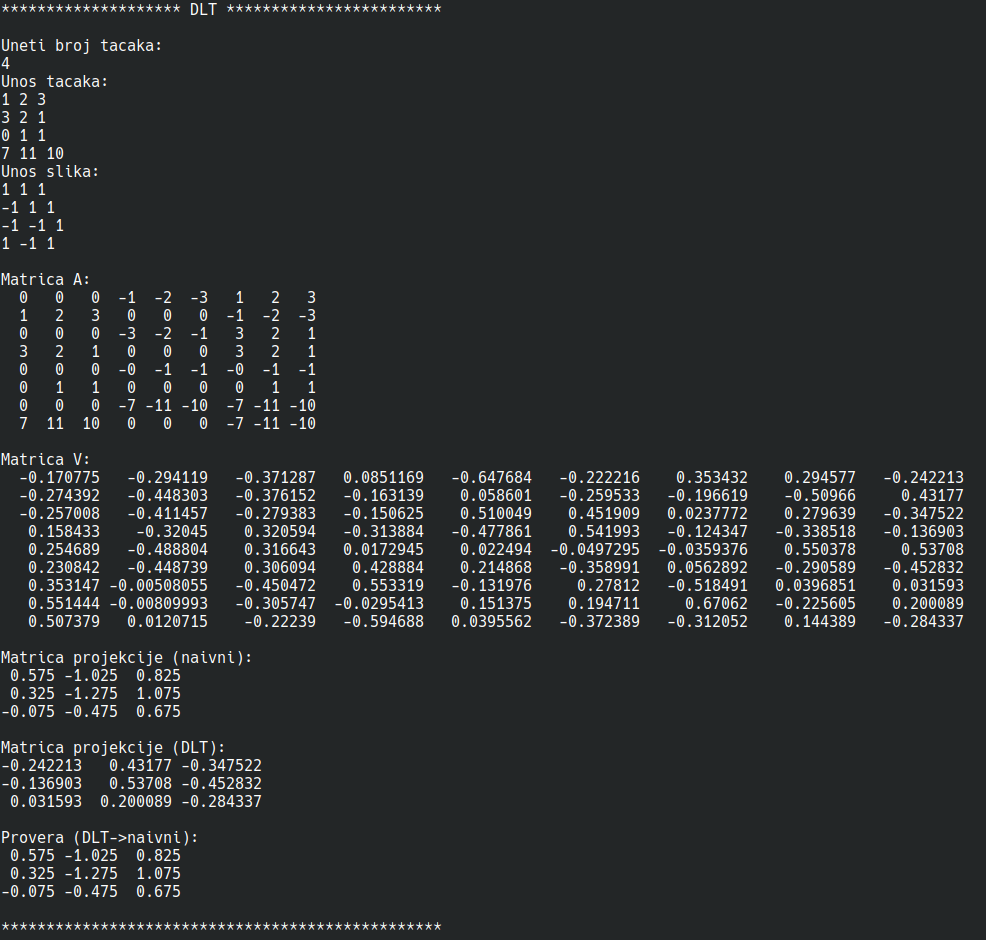 ******************** DLT ************************
Uneti broj tacaka:
4
Unos tacaka:
1 2 3
3 2 1
0 1 1
7 11 10
Unos slika:
1 1 1
-1 1 1
-1 -1 1
1 -1 1
Matrica A:
  0   0   0  -1  -2  -3   1   2   3
  1   2   3   0   0   0  -1  -2  -3
  0   0   0  -3  -2  -1   3   2   1
  3   2   1   0   0   0   3   2   1
  0   0   0  -0  -1  -1  -0  -1  -1
  0   1   1   0   0   0   0   1   1
  0   0   0  -7 -11 -10  -7 -11 -10
  7  11  10   0   0   0  -7 -11 -10
Matrica V:
  -0.170775   -0.294119   -0.371287   0.0851169   -0.647684   -0.222216    0.353432    0.294577   -0.242213
  -0.274392   -0.448303   -0.376152   -0.163139    0.058601   -0.259533   -0.196619    -0.50966     0.43177
  -0.257008   -0.411457   -0.279383   -0.150625    0.510049    0.451909   0.0237772    0.279639   -0.347522
   0.158433    -0.32045    0.320594   -0.313884   -0.477861    0.541993   -0.124347   -0.338518   -0.136903
   0.254689   -0.488804    0.316643   0.0172945    0.022494  -0.0497295  -0.0359376    0.550378     0.53708
   0.230842   -0.448739    0.306094    0.428884    0.214868   -0.358991   0.0562892   -0.290589   -0.452832
   0.353147 -0.00508055   -0.450472    0.553319   -0.131976     0.27812   -0.518491   0.0396851    0.031593
   0.551444 -0.00809993   -0.305747  -0.0295413    0.151375    0.194711     0.67062   -0.225605    0.200089
   0.507379   0.0120715    -0.22239   -0.594688   0.0395562   -0.372389   -0.312052    0.144389   -0.284337
Matrica projekcije (naivni):
 0.575 -1.025  0.825
 0.325 -1.275  1.075
-0.075 -0.475  0.675
Matrica projekcije (DLT):
-0.242213   0.43177 -0.347522
-0.136903   0.53708 -0.452832
 0.031593  0.200089 -0.284337
Provera (DLT->naivni):
 0.575 -1.025  0.825
 0.325 -1.275  1.075
-0.075 -0.475  0.675
*************************************************